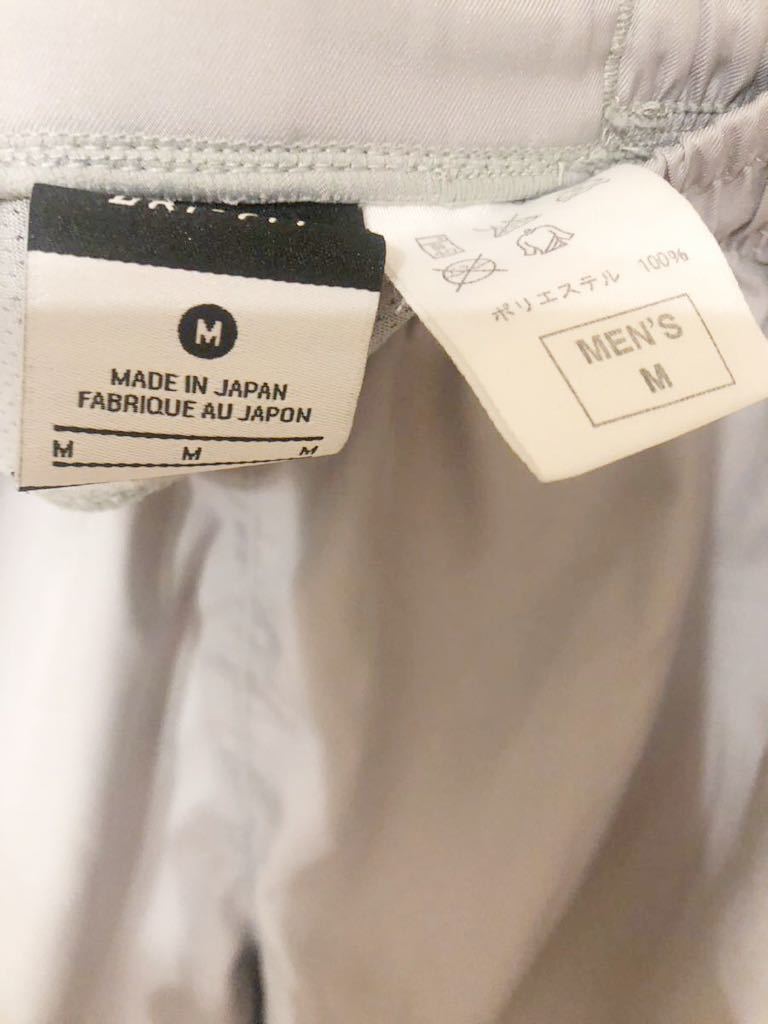 M
MADE IN JAPAN
FABRIQUE AU JAPON
M M M
ポリエステル 100%
MEN'S
M